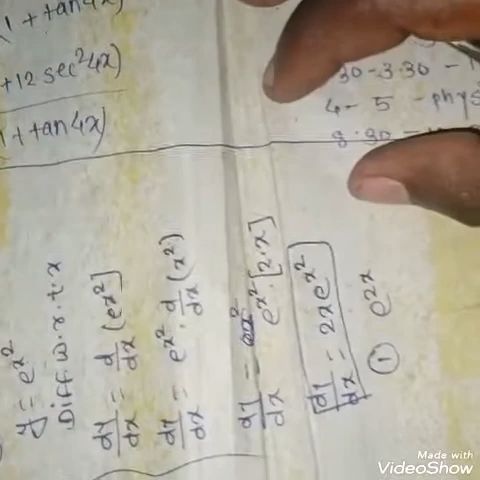 1 + tan4x)
+12 sec²4x)
1 + tan4x)
30-3.30 -
4 - 5 - phys
8.30 -
y = e^x²
Diff.w.r.t.x
dy/dx = d/dx (e^x²]
dy/dx = e^x² . d/dx (x²)
dy/dx = e^x² [2.x]
dy/dx = 2xe^x²
① e^2x
Made with
VideoShow